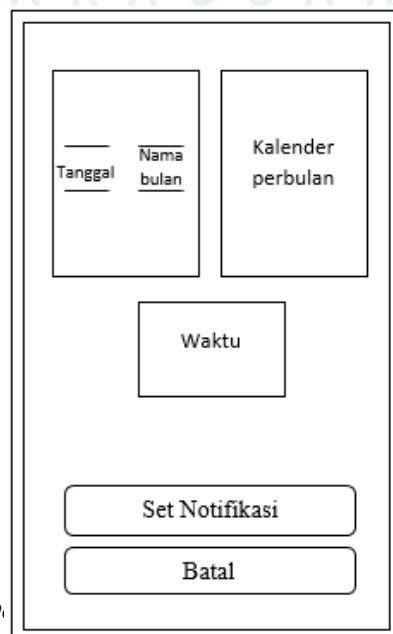 Tanggal
Nama
bulan
Kalender
perbulan
Waktu
Set Notifikasi
Batal